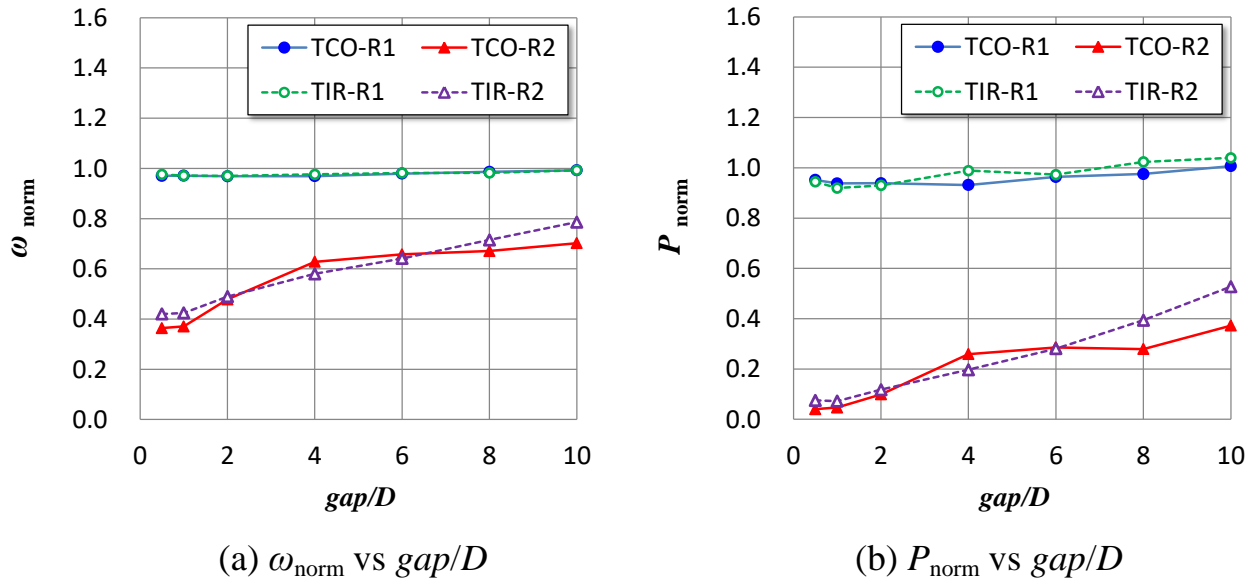 1.6
1.4
1.2
1.0
0.8
0.6
0.4
0.2
0.0
0 2 4 6 8 10
ω norm
gap/D
TCO-R1 TCO-R2
TIR-R1 TIR-R2
(a) ωnorm vs gap/D
1.6
1.4
1.2
1.0
0.8
0.6
0.4
0.2
0.0
0 2 4 6 8 10
P norm
gap/D
TCO-R1 TCO-R2
TIR-R1 TIR-R2
(b) Pnorm vs gap/D